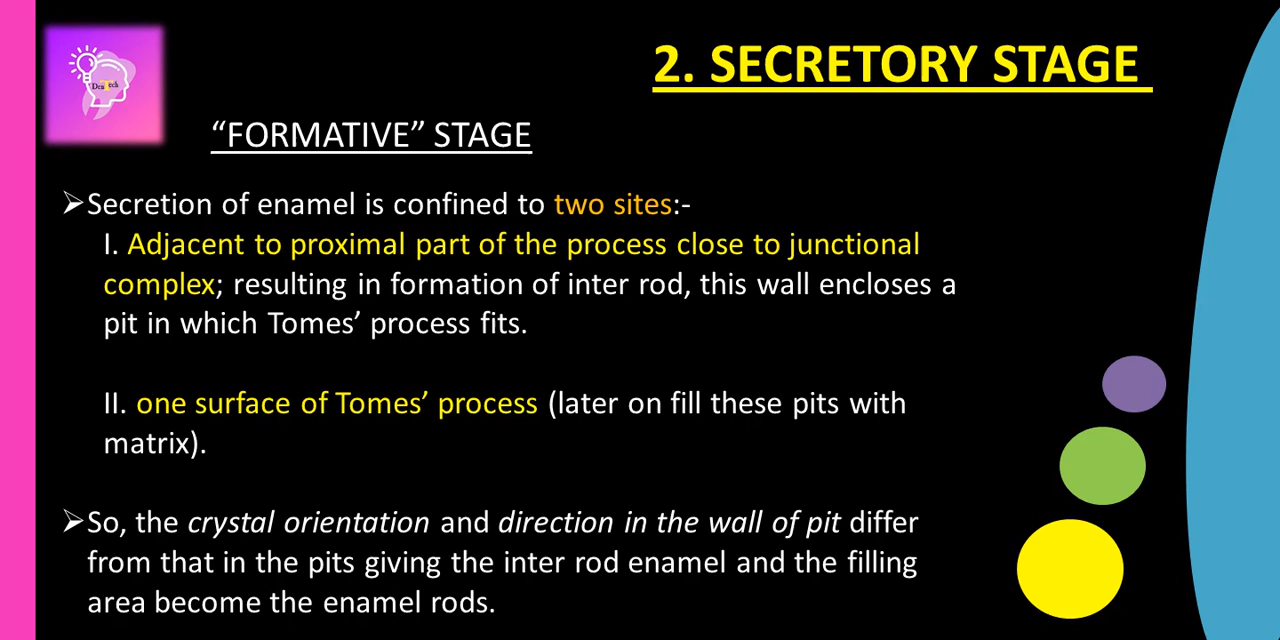 2. SECRETORY STAGE
“FORMATIVE” STAGE
➢Secretion of enamel is confined to two sites:-
I. Adjacent to proximal part of the process close to junctional
complex; resulting in formation of inter rod, this wall encloses a
pit in which Tomes’ process fits.
II. one surface of Tomes’ process (later on fill these pits with
matrix).
➢So, the crystal orientation and direction in the wall of pit differ
from that in the pits giving the inter rod enamel and the filling
area become the enamel rods.